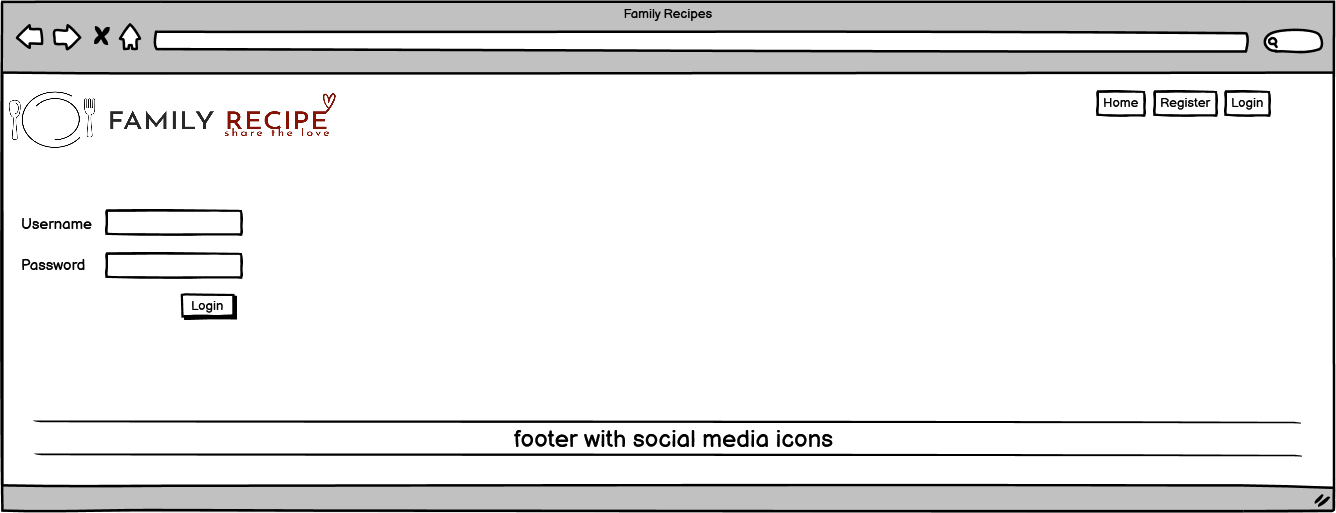 Family Recipes
FAMILY RECIPE
share the love
Home Register Login
Username
Password
Login
footer with social media icons